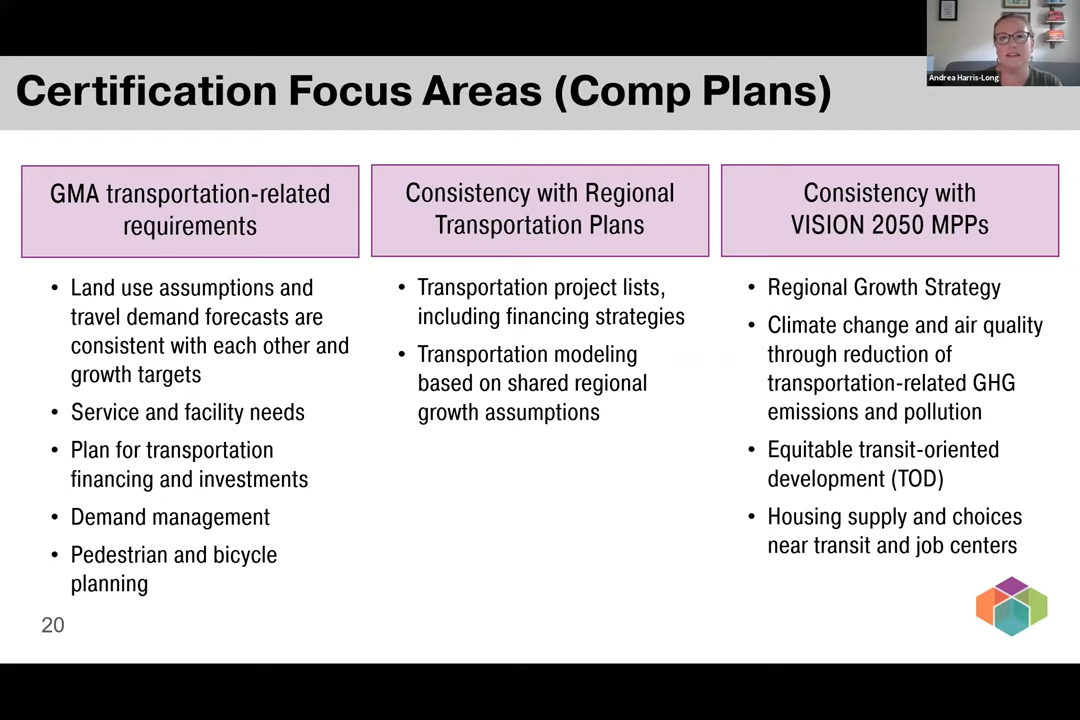 Andrea Harris-Long
Certification Focus Areas (Comp Plans)
GMA transportation-related
requirements
• Land use assumptions and
travel demand forecasts are
consistent with each other and
growth targets
• Service and facility needs
• Plan for transportation
financing and investments
• Demand management
• Pedestrian and bicycle
planning
Consistency with Regional
Transportation Plans
• Transportation project lists,
including financing strategies
• Transportation modeling
based on shared regional
growth assumptions
Consistency with
VISION 2050 MPPs
• Regional Growth Strategy
• Climate change and air quality
through reduction of
transportation-related GHG
emissions and pollution
• Equitable transit-oriented
development (TOD)
• Housing supply and choices
near transit and job centers
20